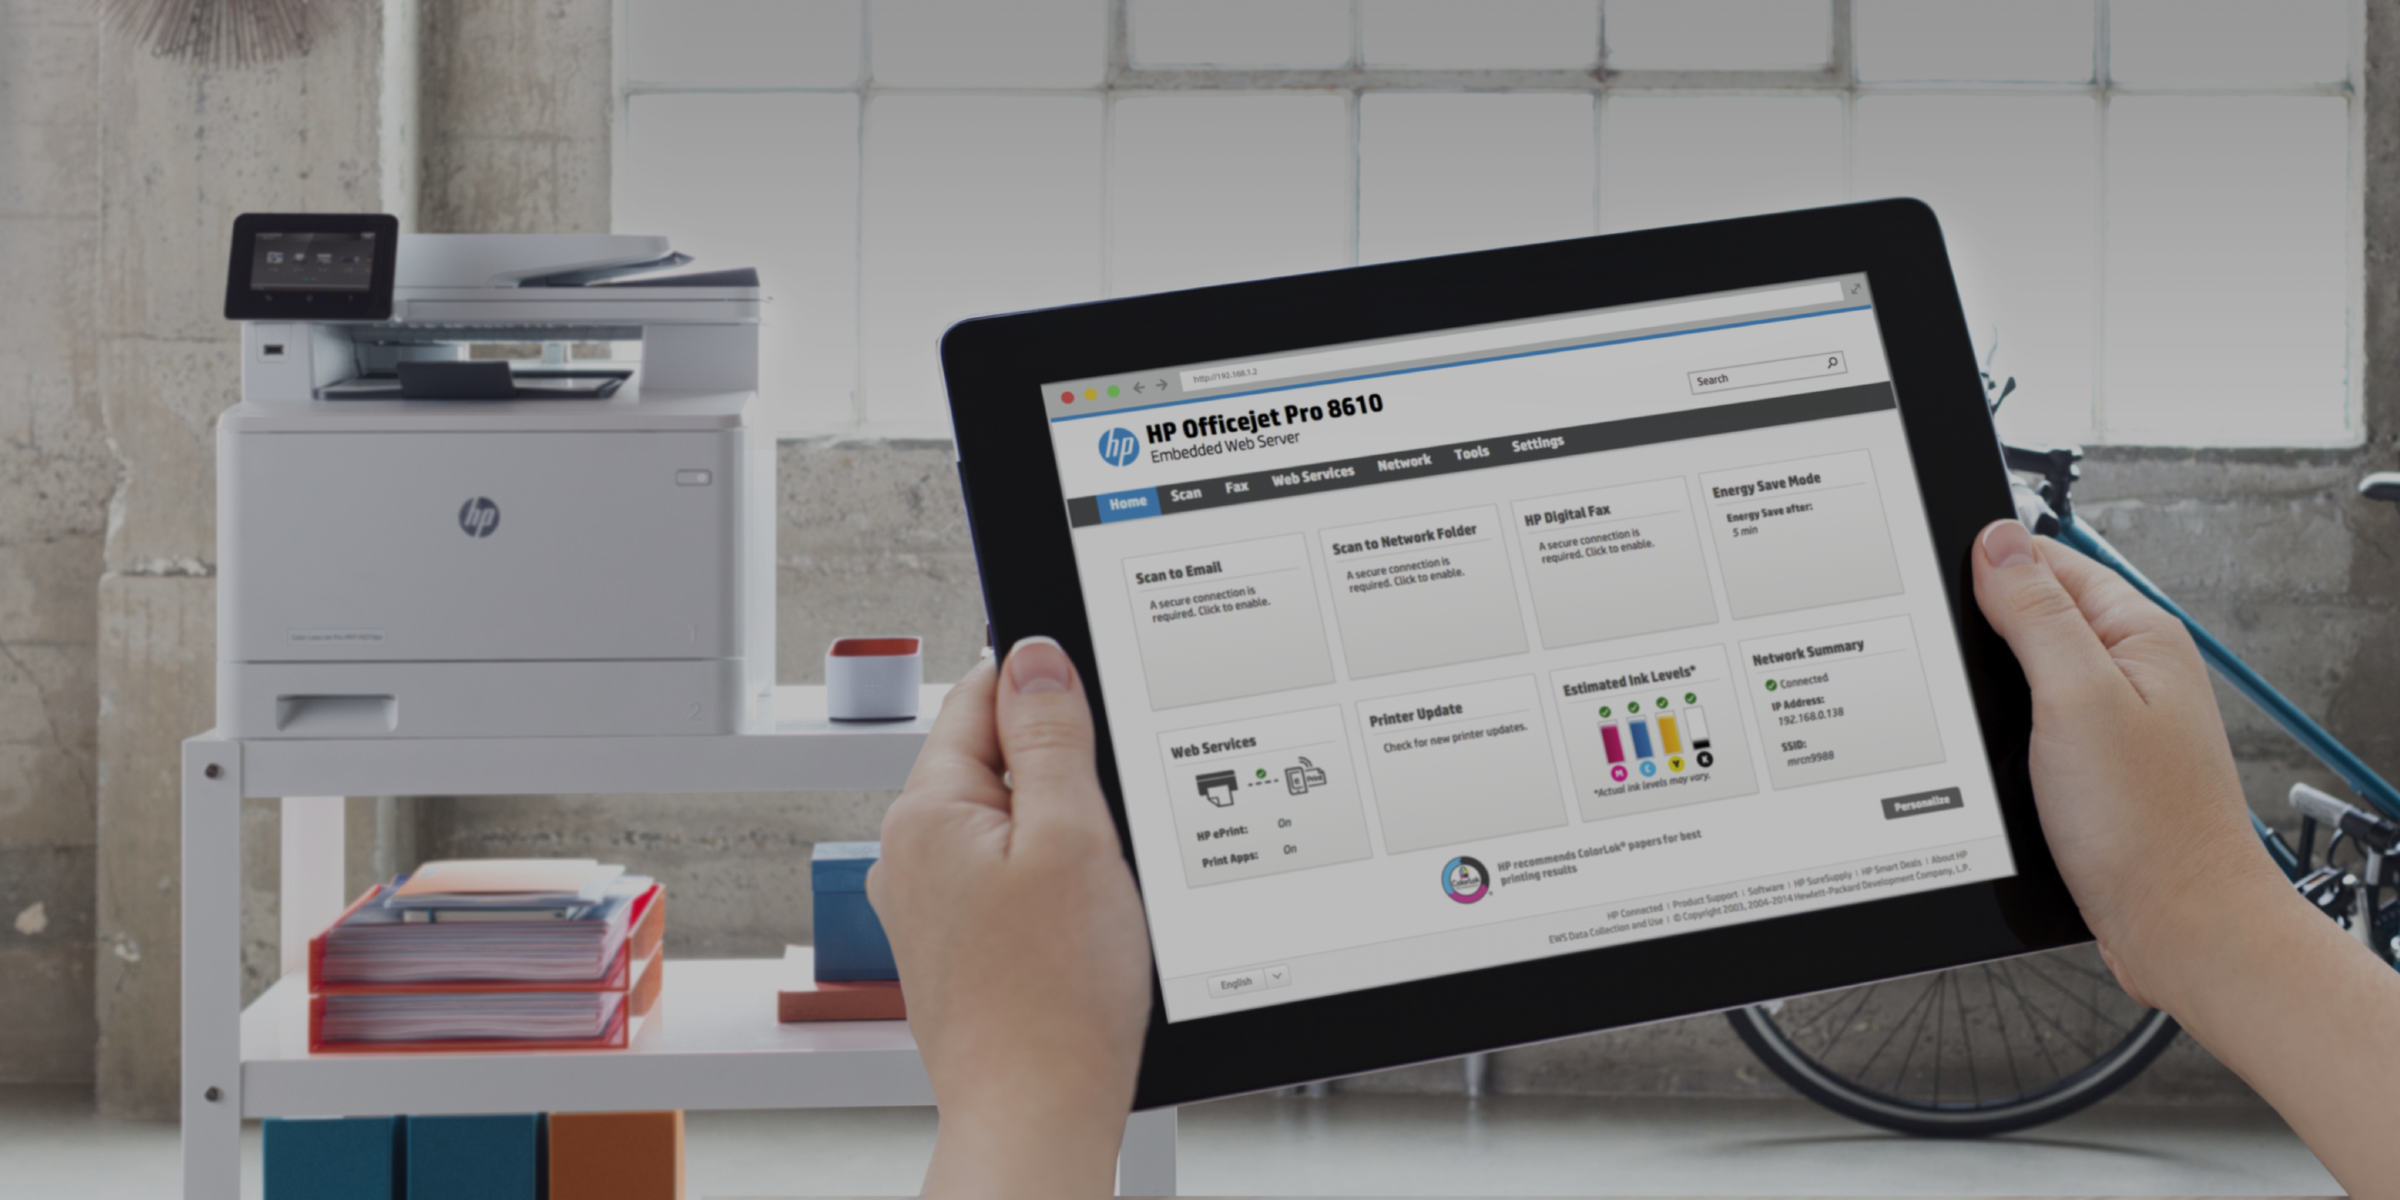 http://192.168.1.2
hp
HP Officejet Pro 8610
Embedded Web Server
Search
Home Scan Fax Web Services Network Tools Settings
Scan to Email
A secure connection is
required. Click to enable.
Scan to Network Folder
A secure connection is
required. Click to enable.
HP Digital Fax
A secure connection is
required. Click to enable.
Energy Save Mode
Energy Save after:
5 min
Web Services
HP ePrint: On
Print Apps: On
Printer Update
Check for new printer updates.
Estimated Ink Levels*
M C Y K
*Actual ink levels may vary.
Network Summary
Connected
IP Address:
192.168.0.138
SSID:
mrcn9988
Personalize
ColorLok
HP recommends ColorLok® papers for best
printing results
HP Connected | Product Support | Software | HP SureSupply | HP Smart Deals | About HP
EWS Data Collection and Use | © Copyright 2003, 2004-2014 Hewlett-Packard Development Company, L.P.
English
hp
1
2